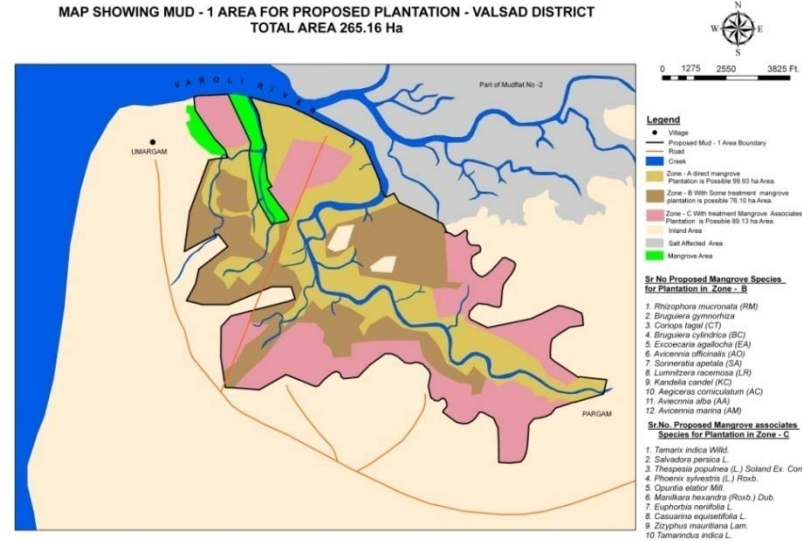 MAP SHOWING MUD - 1 AREA FOR PROPOSED PLANTATION - VALSAD DISTRICT
TOTAL AREA 265.16 Ha
N
W E
S
0 1275 2550 3825 Ft.
VAROLI RIVER
Part of Mudflat No -2
UMARGAM
PARGAM
Legend
Village
Proposed Mud - 1 Area Boundary
Road
Creek
Zone - A direct mangrove
Plantation is Possible 99.93 ha Area.
Zone - B With Some treatment mangrove
plantation is possible 76.10 ha Area.
Zone - C With treatment Mangrove Associates
Plantation is Possible 89.13 ha Area.
Inland Area
Salt Affected Area
Mangrove Area
Sr No Proposed Mangrove Species
for Plantation in Zone - B
1. Rhizophora mucronata (RM)
2. Bruguiera gymnorhiza
3. Coriops tagal (CT)
4. Bruguiera cylindrica (BC)
5. Excoecaria agallocha (EA)
6. Avicennia officinalis (AO)
7. Sonneratia apetala (SA)
8. Lumnitzera racemosa (LR)
9. Kandelia candel (KC)
10. Aegiceras corniculatum (AC)
11. Aviecnnia alba (AA)
12. Avicennia marina (AM)
Sr.No. Proposed Mangrove associates
Species for Plantation in Zone - C
1. Tamarix indica Willd.
2. Salvadora persica L.
3. Thespesia populnea (L.) Soland Ex. Corr
4. Phoenix sylvestris (L.) Roxb.
5. Opuntia elatior Mill.
6. Manilkara hexandra (Roxb.) Dub.
7. Euphorbia neriifolia L.
8. Casuarina equisetifolia L.
9. Zizyphus mauritiana Lam.
10. Tamarindus indica L.